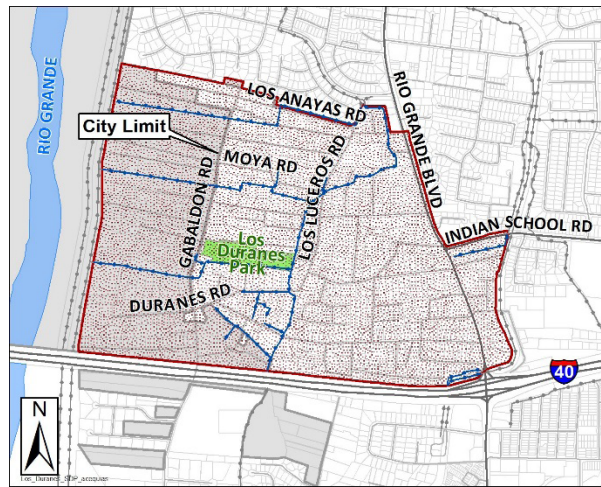 RIO GRANDE
LOS ANAYAS RD
RIO GRANDE BLVD
City Limit
MOYA RD
GABALDON RD
LOS LUCEROS RD
INDIAN SCHOOL RD
Los
Duranes
Park
DURANES RD
40
N
Los_Duranes_SDP_acequias